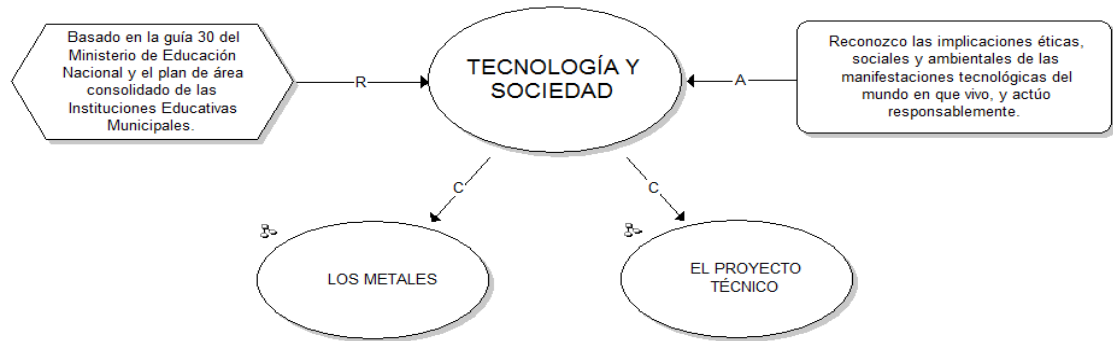 Basado en la guía 30 del
Ministerio de Educación
Nacional y el plan de área
consolidado de las
Instituciones Educativas
Municipales.
R
TECNOLOGÍA Y
SOCIEDAD
A
Reconozco las implicaciones éticas,
sociales y ambientales de las
manifestaciones tecnológicas del
mundo en que vivo, y actúo
responsablemente.
C
C
LOS METALES
EL PROYECTO
TÉCNICO